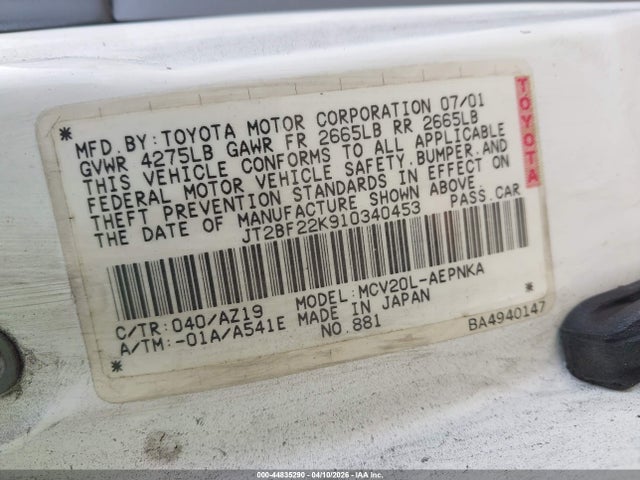 * MFD. BY: TOYOTA MOTOR CORPORATION 07/01
GVWR 4275LB GAWR FR 2665LB RR 2665LB
THIS VEHICLE CONFORMS TO ALL APPLICABLE
FEDERAL MOTOR VEHICLE SAFETY, BUMPER, AND
THEFT PREVENTION STANDARDS IN EFFECT ON
THE DATE OF MANUFACTURE SHOWN ABOVE.
JT2BF22K910340453 PASS. CAR
TOYOTA
C/TR: 040/AZ19 MODEL: MCV20L-AEPNKA *
A/TM: -01A/A541E MADE IN JAPAN
* NO. 881 BA4940147
000-44835290 - 04/10/2026 - IAA Inc.